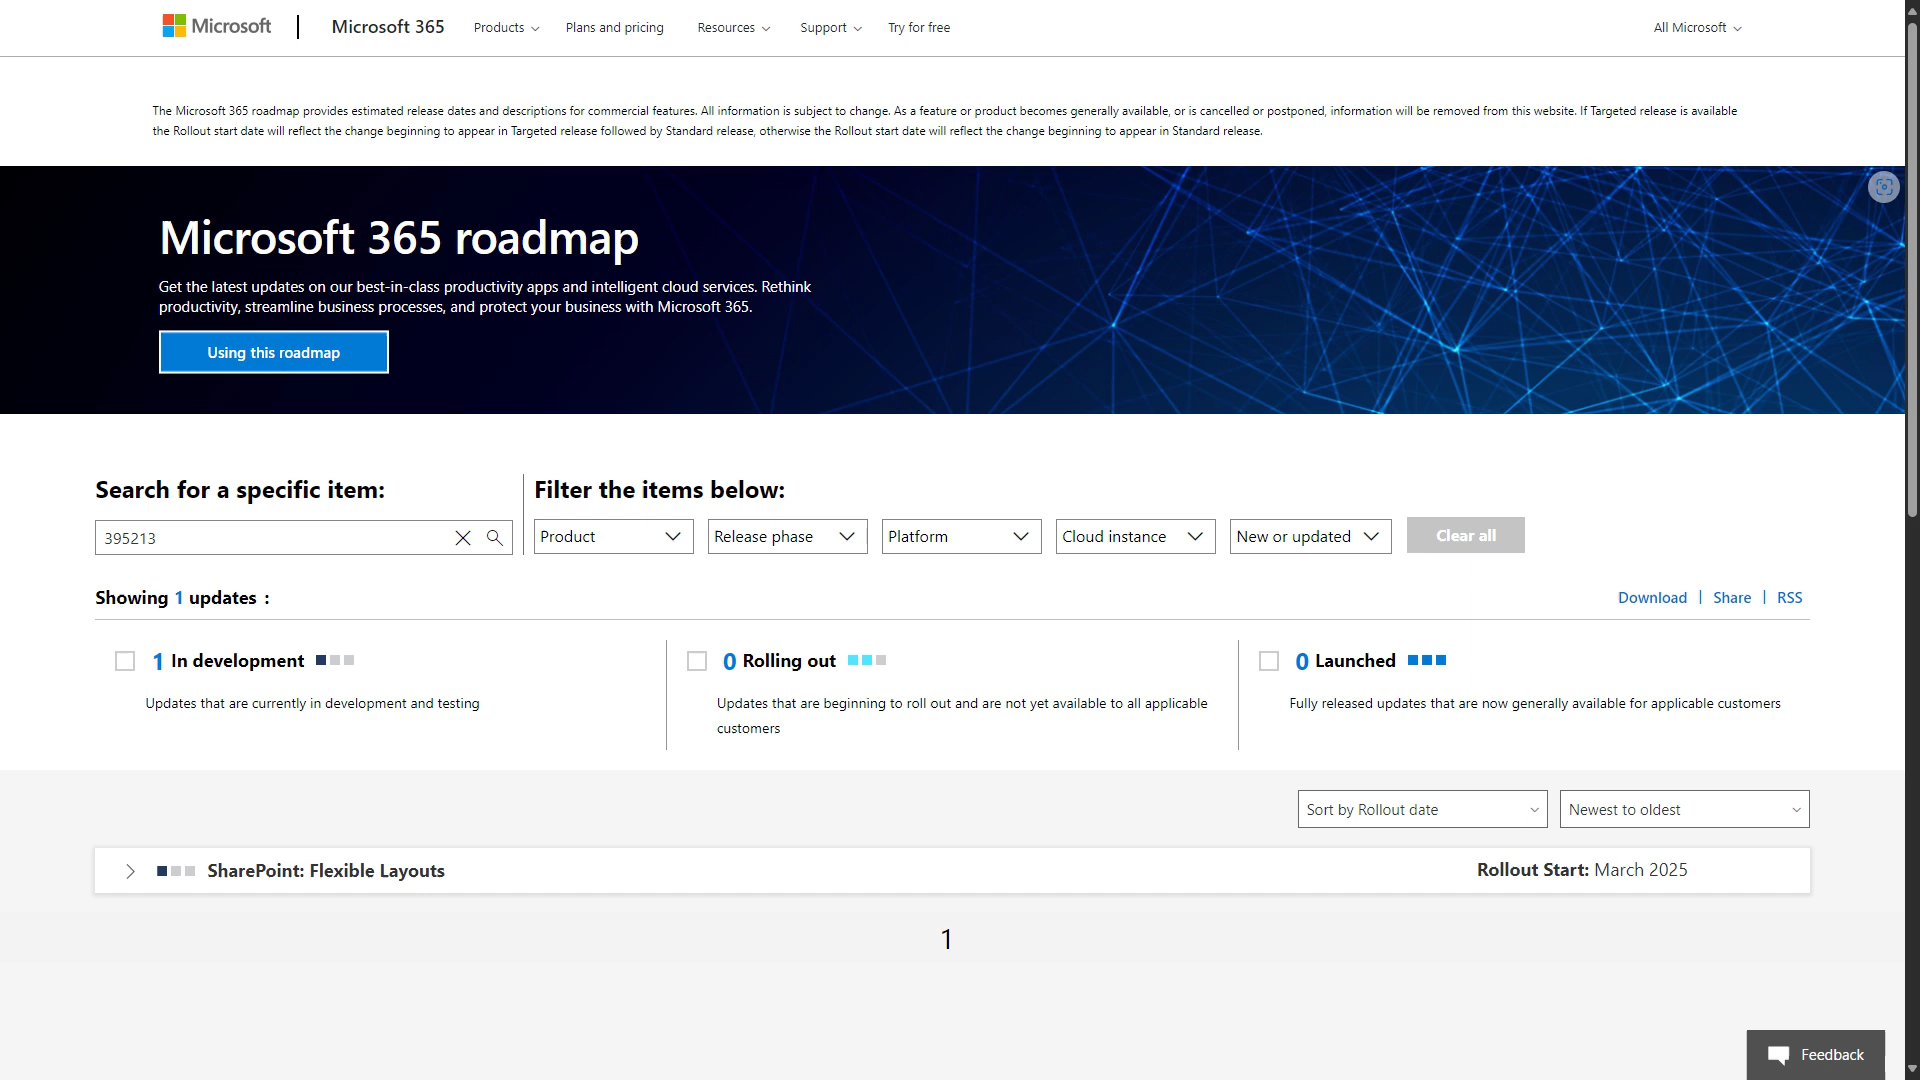 Microsoft
Microsoft 365
Products
Plans and pricing
Resources
Support
Try for free
All Microsoft
The Microsoft 365 roadmap provides estimated release dates and descriptions for commercial features. All information is subject to change. As a feature or product becomes generally available, or is cancelled or postponed, information will be removed from this website. If Targeted release is available
the Rollout start date will reflect the change beginning to appear in Targeted release followed by Standard release, otherwise the Rollout start date will reflect the change beginning to appear in Standard release.
Microsoft 365 roadmap
Get the latest updates on our best-in-class productivity apps and intelligent cloud services. Rethink
productivity, streamline business processes, and protect your business with Microsoft 365.
Using this roadmap
Search for a specific item:
395213
Filter the items below:
Product
Release phase
Platform
Cloud instance
New or updated
Clear all
Showing 1 updates :
Download | Share | RSS
1 In development
Updates that are currently in development and testing
0 Rolling out
Updates that are beginning to roll out and are not yet available to all applicable
customers
0 Launched
Fully released updates that are now generally available for applicable customers
Sort by Rollout date
Newest to oldest
SharePoint: Flexible Layouts
Rollout Start: March 2025
1
Feedback